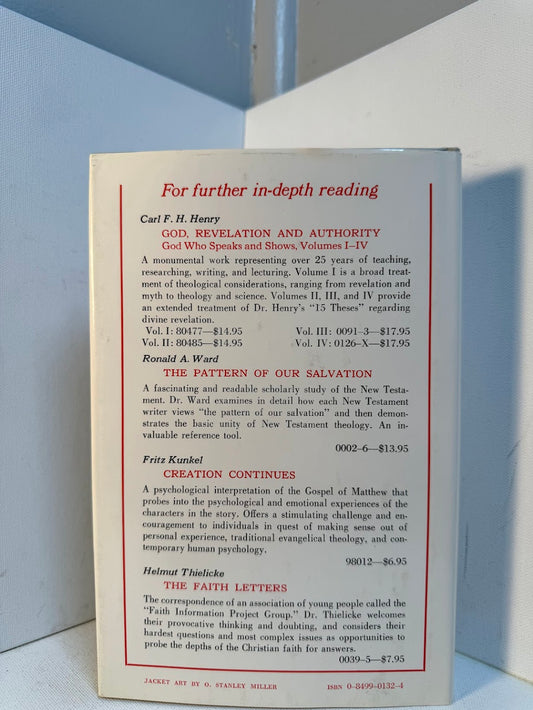 For further in-depth reading
Carl F. H. Henry
GOD, REVELATION AND AUTHORITY
God Who Speaks and Shows, Volumes I—IV
A monumental work representing over 25 years of teaching,
researching, writing, and lecturing. Volume I is a broad treat-
ment of theological considerations, ranging from revelation and
myth to theology and science. Volumes II, III, and IV provide
an extended treatment of Dr. Henry's "15 Theses" regarding
divine revelation.
Vol. I: 80477—$14.95 Vol. III: 0091-3—$17.95
Vol. II: 80485—$14.95 Vol. IV: 0126-X—$17.95
Ronald A. Ward
THE PATTERN OF OUR SALVATION
A fascinating and readable scholarly study of the New Testa-
ment. Dr. Ward examines in detail how each New Testament
writer views "the pattern of our salvation" and then demon-
strates the basic unity of New Testament theology. An in-
valuable reference tool.
0002-6—$13.95
Fritz Kunkel
CREATION CONTINUES
A psychological interpretation of the Gospel of Matthew that
probes into the psychological and emotional experiences of the
characters in the story. Offers a stimulating challenge and en-
couragement to individuals in quest of making sense out of
personal experience, traditional evangelical theology, and con-
temporary human psychology.
98012—$6.95
Helmut Thielicke
THE FAITH LETTERS
The correspondence of an association of young people called the
"Faith Information Project Group." Dr. Thielicke welcomes
their provocative thinking and doubting, and considers their
hardest questions and most complex issues as opportunities to
probe the depths of the Christian faith for answers.
0039-5—$7.95
JACKET ART BY O. STANLEY MILLER ISBN 0-8499-0132-4